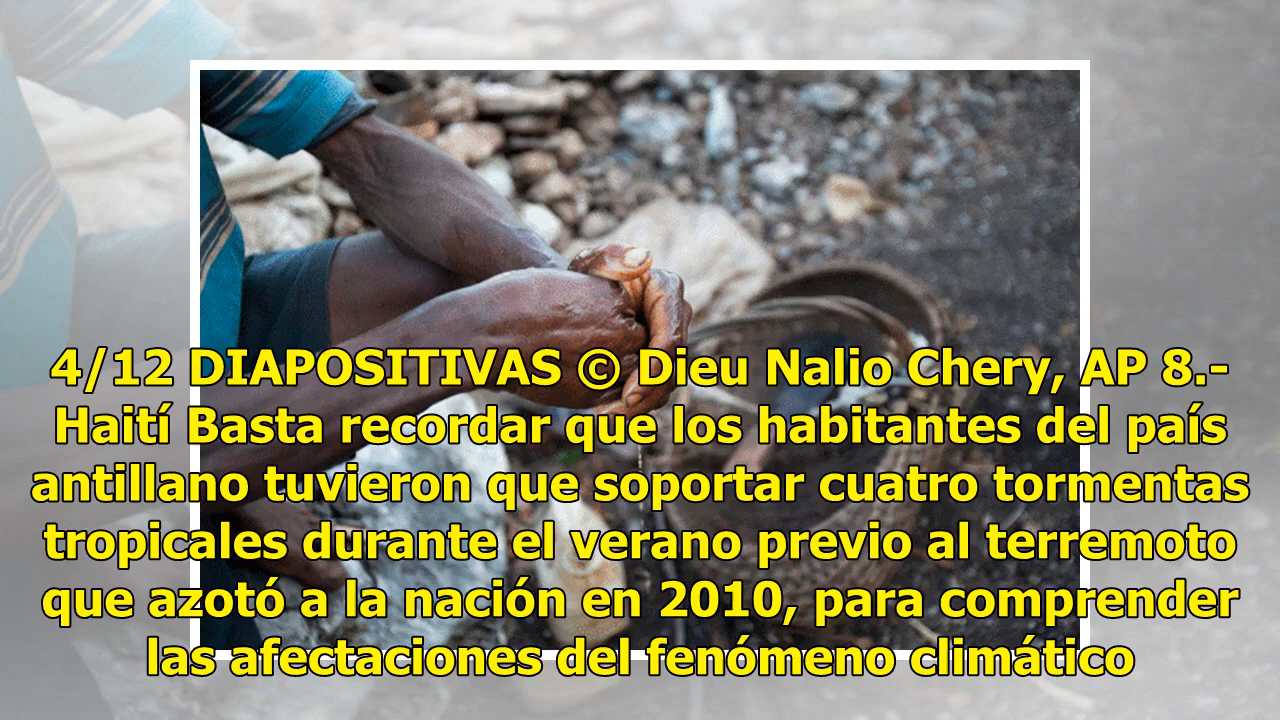 4/12 DIAPOSITIVAS © Dieu Nalio Chery, AP 8.-
Haití Basta recordar que los habitantes del país
antillano tuvieron que soportar cuatro tormentas
tropicales durante el verano previo al terremoto
que azotó a la nación en 2010, para comprender
las afectaciones del fenómeno climático